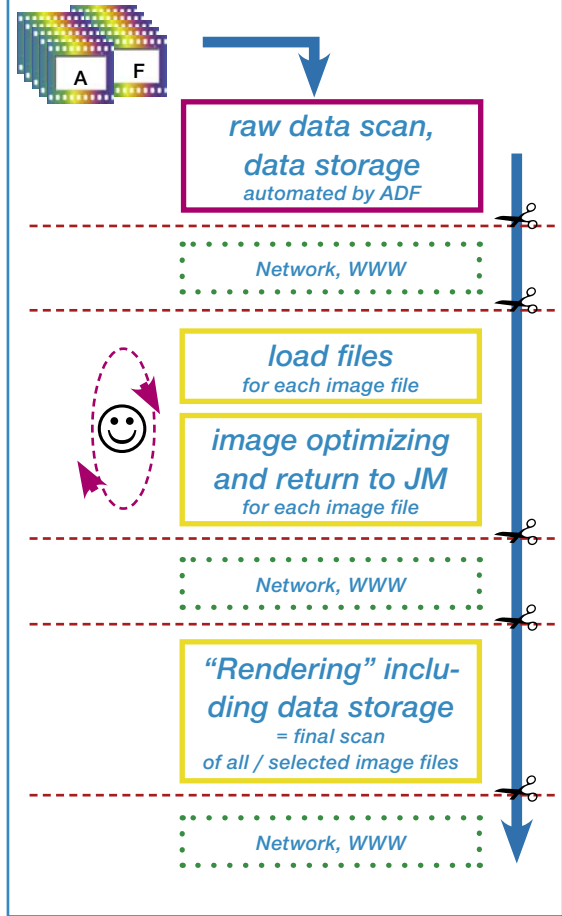 A F
raw data scan,
data storage
automated by ADF
Network, WWW
load files
for each image file
image optimizing
and return to JM
for each image file
Network, WWW
“Rendering” inclu-
ding data storage
= final scan
of all / selected image files
Network, WWW